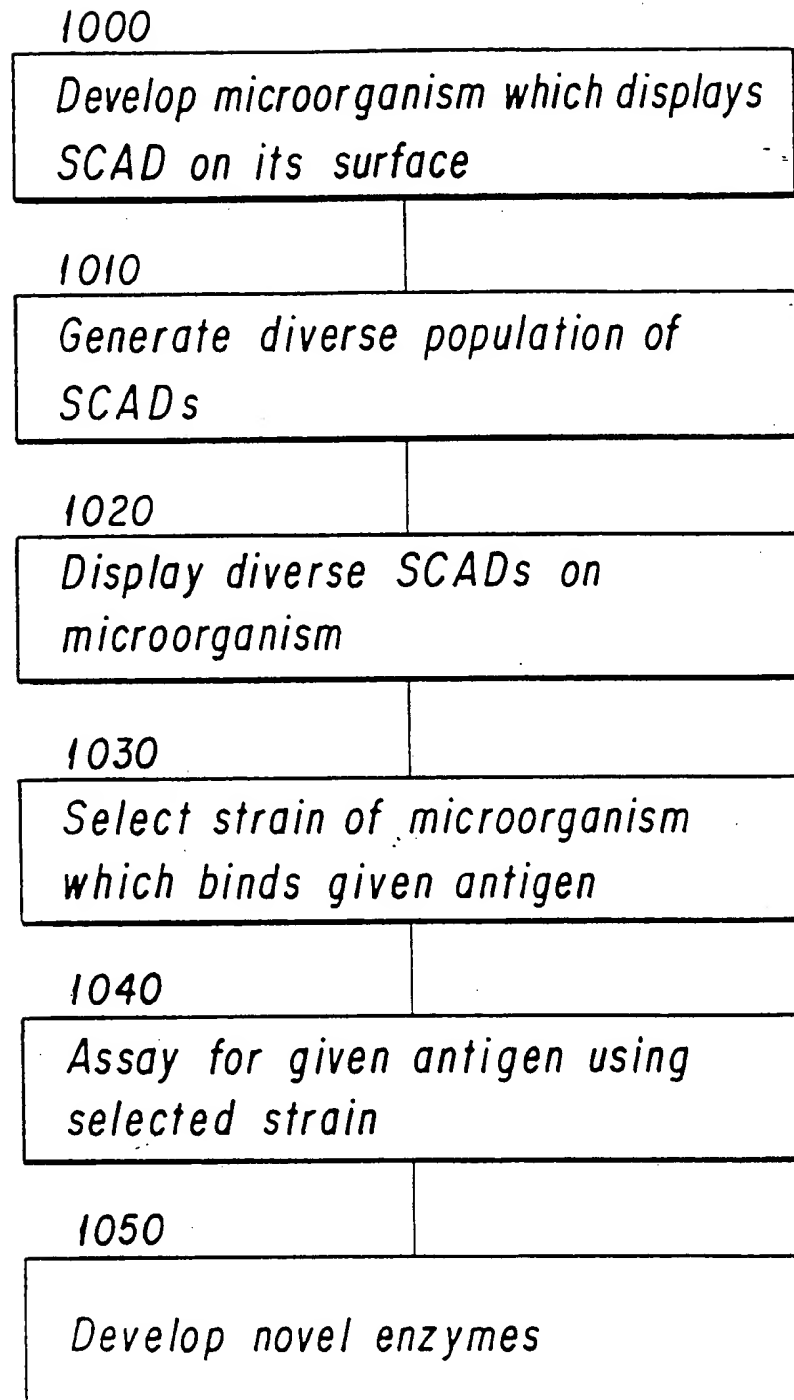 1000
Develop microorganism which displays
SCAD on its surface
1010
Generate diverse population of
SCADs
1020
Display diverse SCADs on
microorganism
1030
Select strain of microorganism
which binds given antigen
1040
Assay for given antigen using
selected strain
1050
Develop novel enzymes